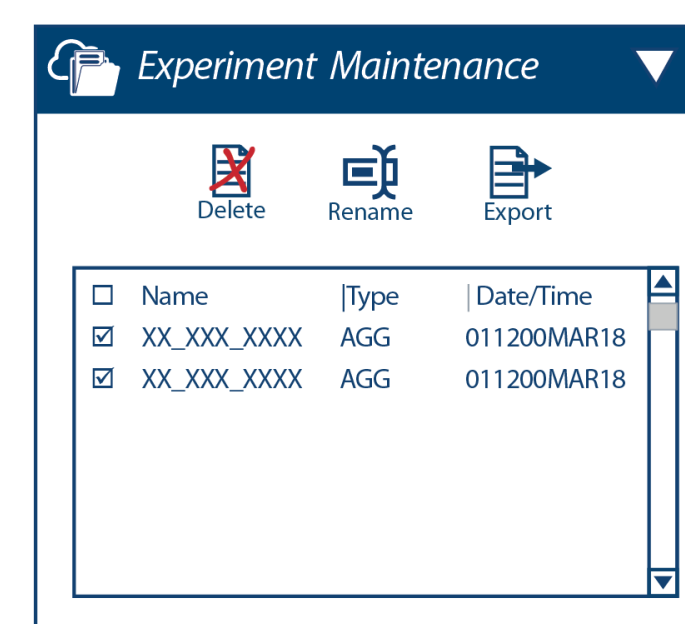 Experiment Maintenance
Delete Rename Export
Name |Type |Date/Time
XX_XXX_XXXX AGG 011200MAR18
XX_XXX_XXXX AGG 011200MAR18